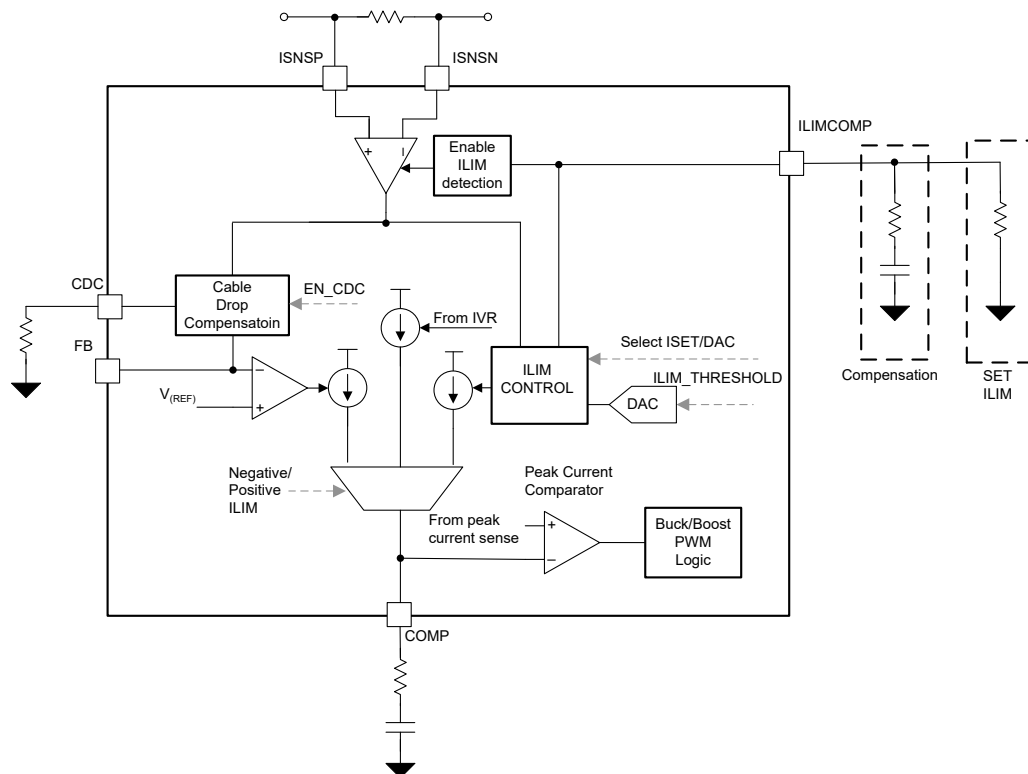 ISNSP
ISNSN
ILIMCOMP
+
−
Enable
ILIM
detection
CDC
Cable
Drop
Compensatoin
EN_CDC
From IVR
FB
Select ISET/DAC
ILIM
CONTROL
ILIM_THRESHOLD
DAC
Compensation
SET
ILIM
−
+
V(REF)
Negative/
Positive
ILIM
Peak Current
Comparator
From peak
current sense
+
−
Buck/Boost
PWM
Logic
COMP